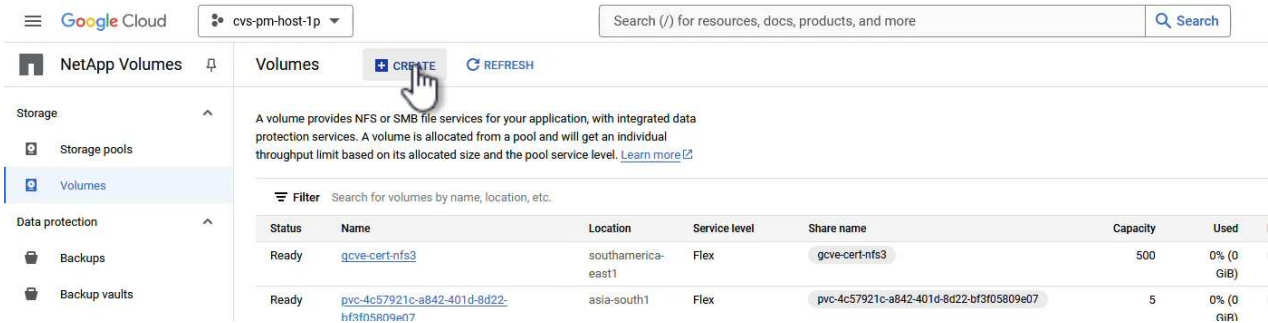 Google Cloud
cvs-pm-host-1p
Search (/) for resources, docs, products, and more
Search
NetApp Volumes
Volumes
CREATE
REFRESH
Storage
Storage pools
Volumes
Data protection
Backups
Backup vaults
A volume provides NFS or SMB file services for your application, with integrated data
protection services. A volume is allocated from a pool and will get an individual
throughput limit based on its allocated size and the pool service level. Learn more
Filter Search for volumes by name, location, etc.
Status Name Location Service level Share name Capacity Used
Ready gcve-cert-nfs3 southamerica- Flex gcve-cert-nfs3 500 0% (0
east1 GiB)
Ready pvc-4c57921c-a842-401d-8d22- asia-south1 Flex pvc-4c57921c-a842-401d-8d22-bf3f05809e07 5 0% (0
bf3f05809e07 GiB)